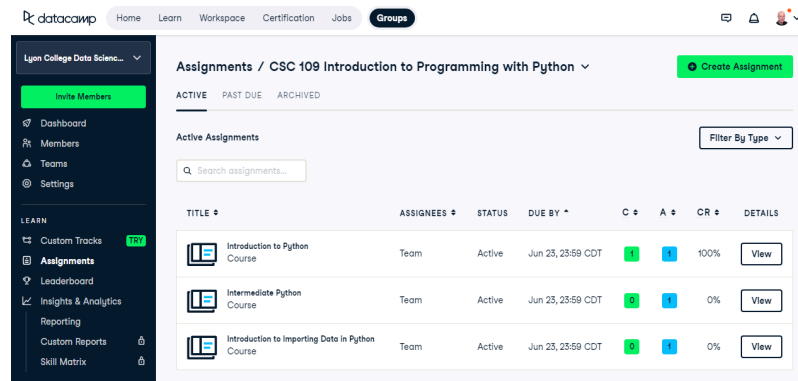 datacamp Home Learn Workspace Certification Jobs Groups
Lyon College Data Scienc...
Invite Members
Dashboard
Members
Teams
Settings
LEARN
Custom Tracks TRY
Assignments
Leaderboard
Insights & Analytics
Reporting
Custom Reports
Skill Matrix
Assignments / CSC 109 Introduction to Programming with Python
Create Assignment
ACTIVE PAST DUE ARCHIVED
Active Assignments
Filter By Type
Search assignments...
TITLE ASSIGNEES STATUS DUE BY C A CR DETAILS
Introduction to Python
Course
Team Active Jun 23, 23:59 CDT 1 1 100% View
Intermediate Python
Course
Team Active Jun 23, 23:59 CDT 0 1 0% View
Introduction to Importing Data in Python
Course
Team Active Jun 23, 23:59 CDT 0 1 0% View